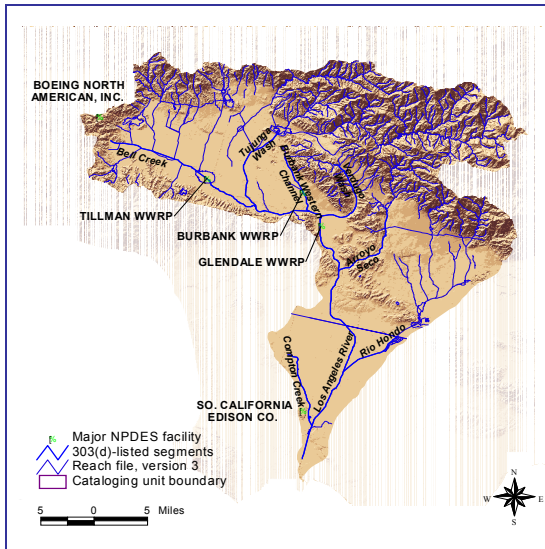 BOEING NORTH
AMERICAN, INC.
Tujunga
Wash
Burbank Western
Channel
Verdugo
Wash
Bell Creek
TILLMAN WWRP
BURBANK WWRP
GLENDALE WWRP
Arroyo
Seco
Rio Hondo
Los Angeles River
Compton Creek
SO. CALIFORNIA
EDISON CO.
Major NPDES facility
303(d)-listed segments
Reach file, version 3
Cataloging unit boundary
5 0 5 Miles
N
W E
S